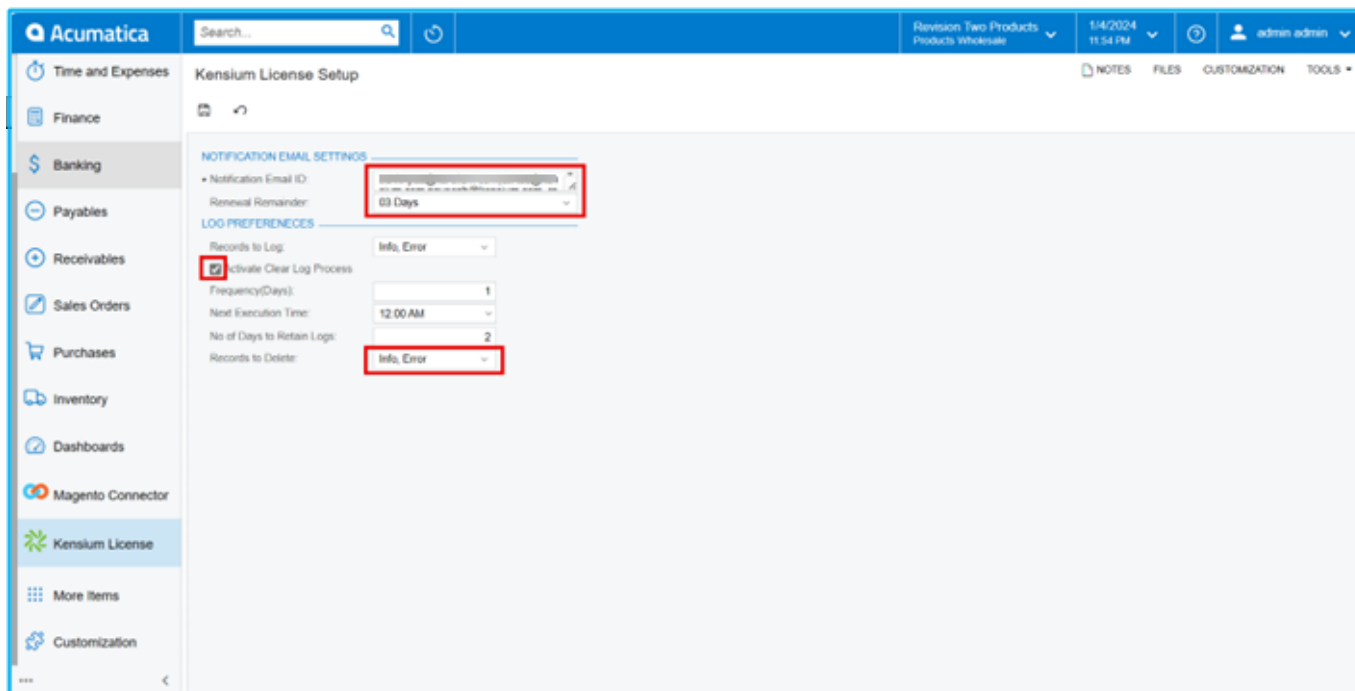 Acumatica
Search...
Revision Two Products
Products Wholesale
1/4/2024
11:54 PM
admin admin
Time and Expenses
Finance
Banking
Payables
Receivables
Sales Orders
Purchases
Inventory
Dashboards
Magento Connector
Kensium License
More Items
Customization
Kensium License Setup
NOTES FILES CUSTOMIZATION TOOLS
NOTIFICATION EMAIL SETTINGS
* Notification Email ID:
Renewal Remainder: 03 Days
LOG PREFERENECES
Records to Log: Info, Error
Activate Clear Log Process
Frequency(Days): 1
Next Execution Time: 12:00 AM
No of Days to Retain Logs: 2
Records to Delete: Info, Error